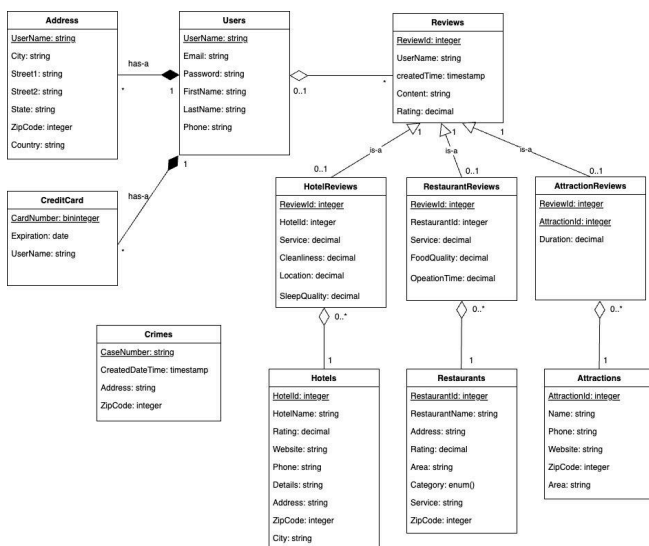 Address
UserName: string
City: string
Street1: string
Street2: string
State: string
ZipCode: integer
Country: string
has-a
*
1
Users
UserName: string
Email: string
Password: string
FirstName: string
LastName: string
Phone: string
0..1
*
1
Reviews
ReviewId: integer
UserName: string
createdTime: timestamp
Content: string
Rating: decimal
1
1
1
is-a
is-a
is-a
0..1
0..1
0..1
CreditCard
CardNumber: bininteger
Expiration: date
UserName: string
has-a
*
HotelReviews
ReviewId: integer
HotelId: integer
Service: decimal
Cleanliness: decimal
Location: decimal
SleepQuality: decimal
0..*
1
RestaurantReviews
ReviewId: integer
RestaurantId: integer
Service: decimal
FoodQuality: decimal
OpeationTime: decimal
0..*
1
AttractionReviews
ReviewId: integer
AttractionId: integer
Duration: decimal
0..*
1
Crimes
CaseNumber: string
CreatedDateTime: timestamp
Address: string
ZipCode: integer
Hotels
HotelId: integer
HotelName: string
Rating: decimal
Website: string
Phone: string
Details: string
Address: string
ZipCode: integer
City: string
Restaurants
RestaurantId: integer
RestaurantName: string
Address: string
Rating: decimal
Area: string
Category: enum()
Service: string
ZipCode: integer
Attractions
AttractionId: integer
Name: string
Phone: string
Website: string
ZipCode: integer
Area: string